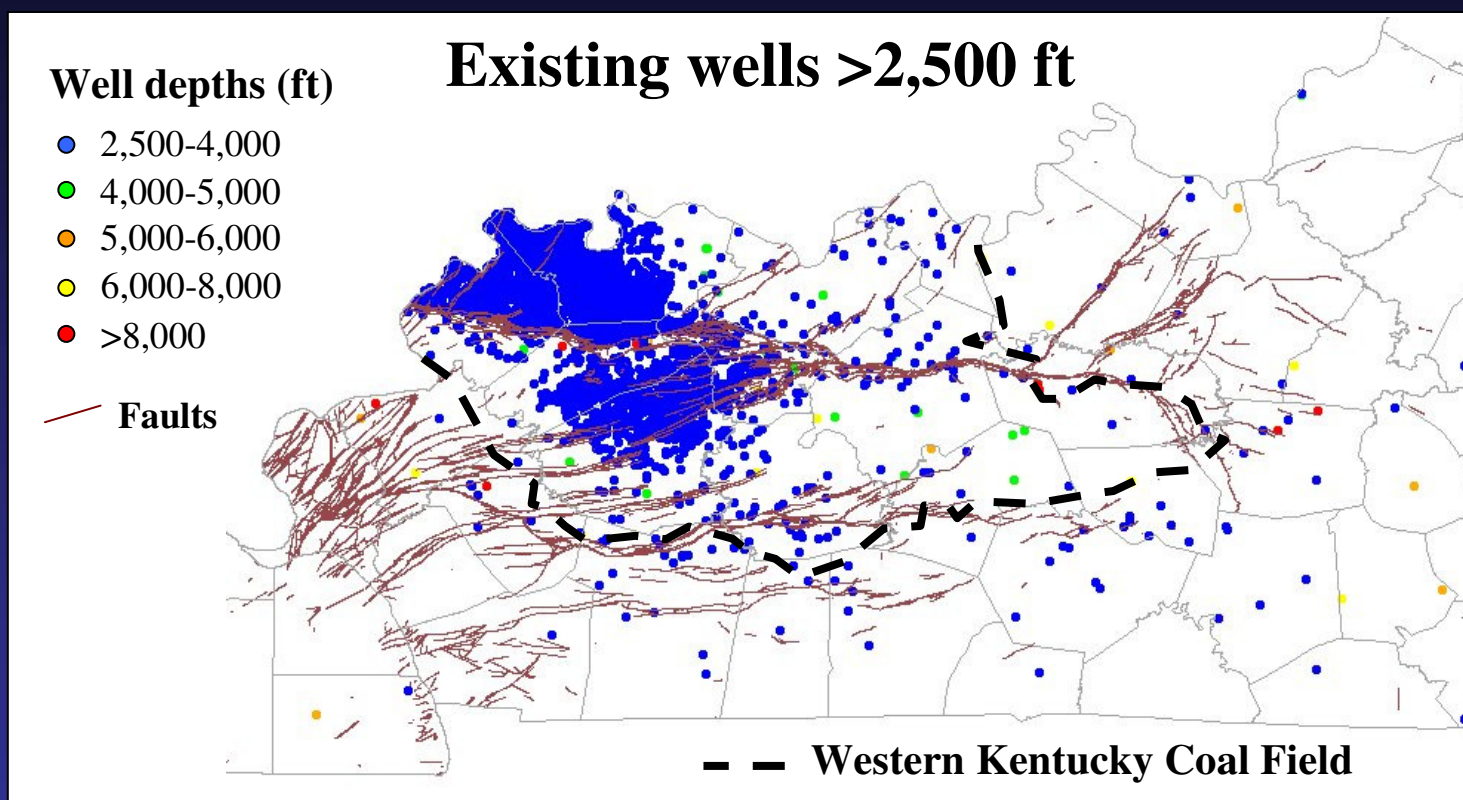 Existing wells >2,500 ft
Well depths (ft)
2,500-4,000
4,000-5,000
5,000-6,000
6,000-8,000
>8,000
Faults
Western Kentucky Coal Field